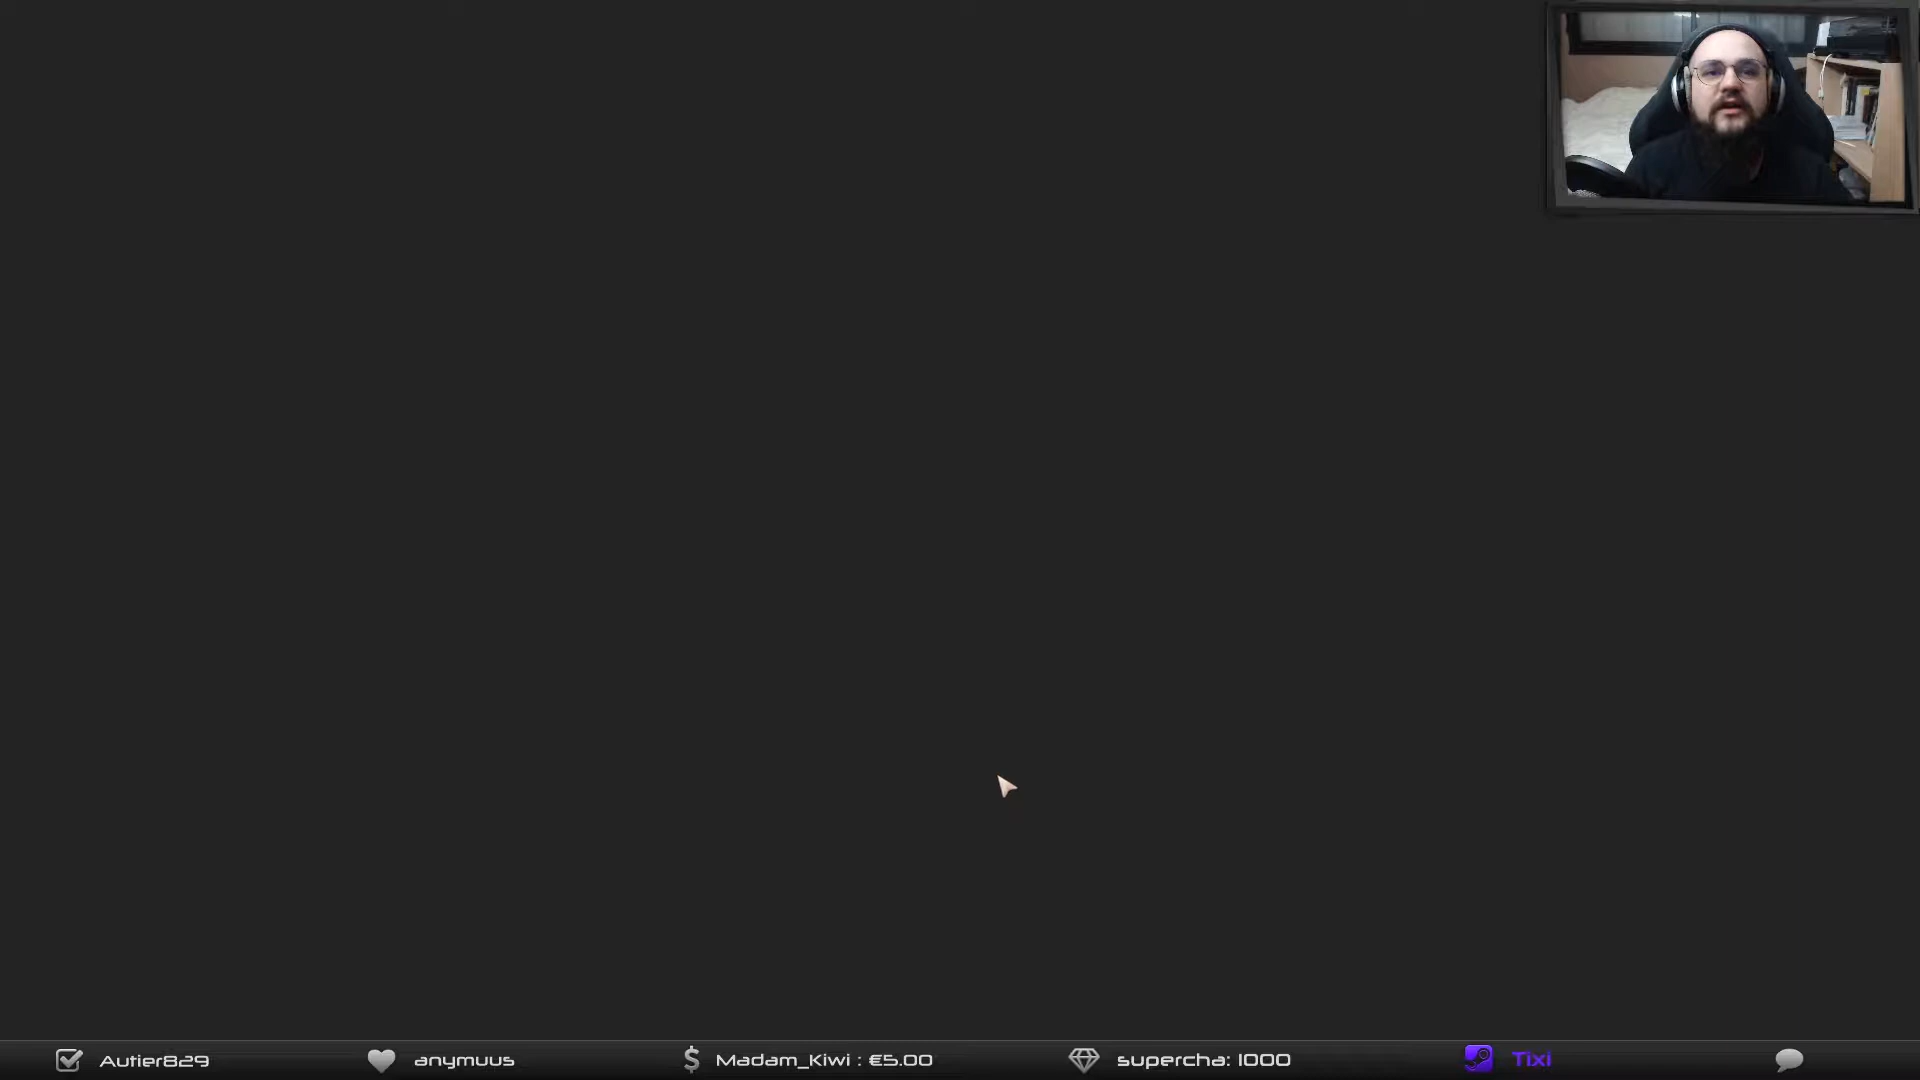 Autier829
anymuus
Madam_Kiwi : €5.00
supercha: 1000
Tixi